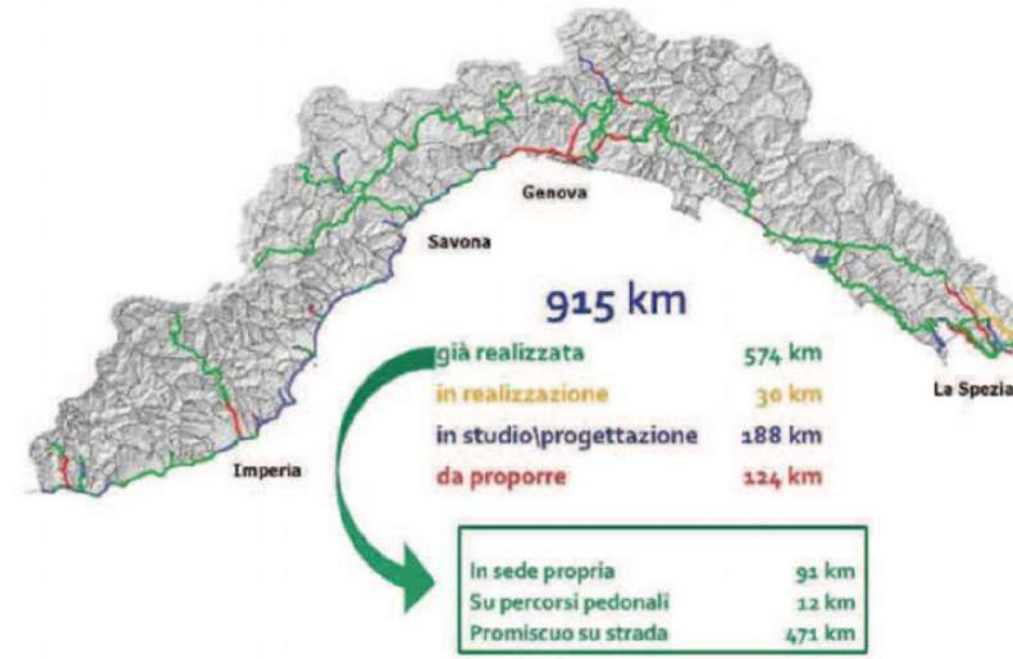 Genova
Savona
915 km
già realizzata 574 km
in realizzazione 30 km
La Spezia
in studio\progettazione 188 km
Imperia
da proporre 124 km
In sede propria 91 km
Su percorsi pedonali 12 km
Promiscuo su strada 471 km